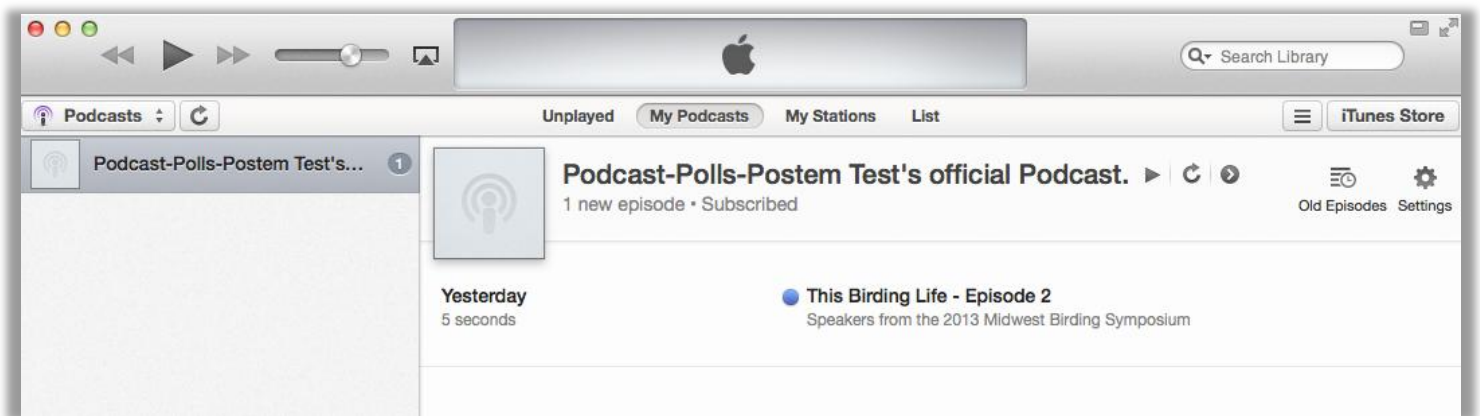 Search Library
Podcasts
Unplayed My Podcasts My Stations List
iTunes Store
Podcast-Polls-Postem Test's... 1
Podcast-Polls-Postem Test's official Podcast.
1 new episode • Subscribed
Old Episodes Settings
Yesterday
5 seconds
This Birding Life - Episode 2
Speakers from the 2013 Midwest Birding Symposium